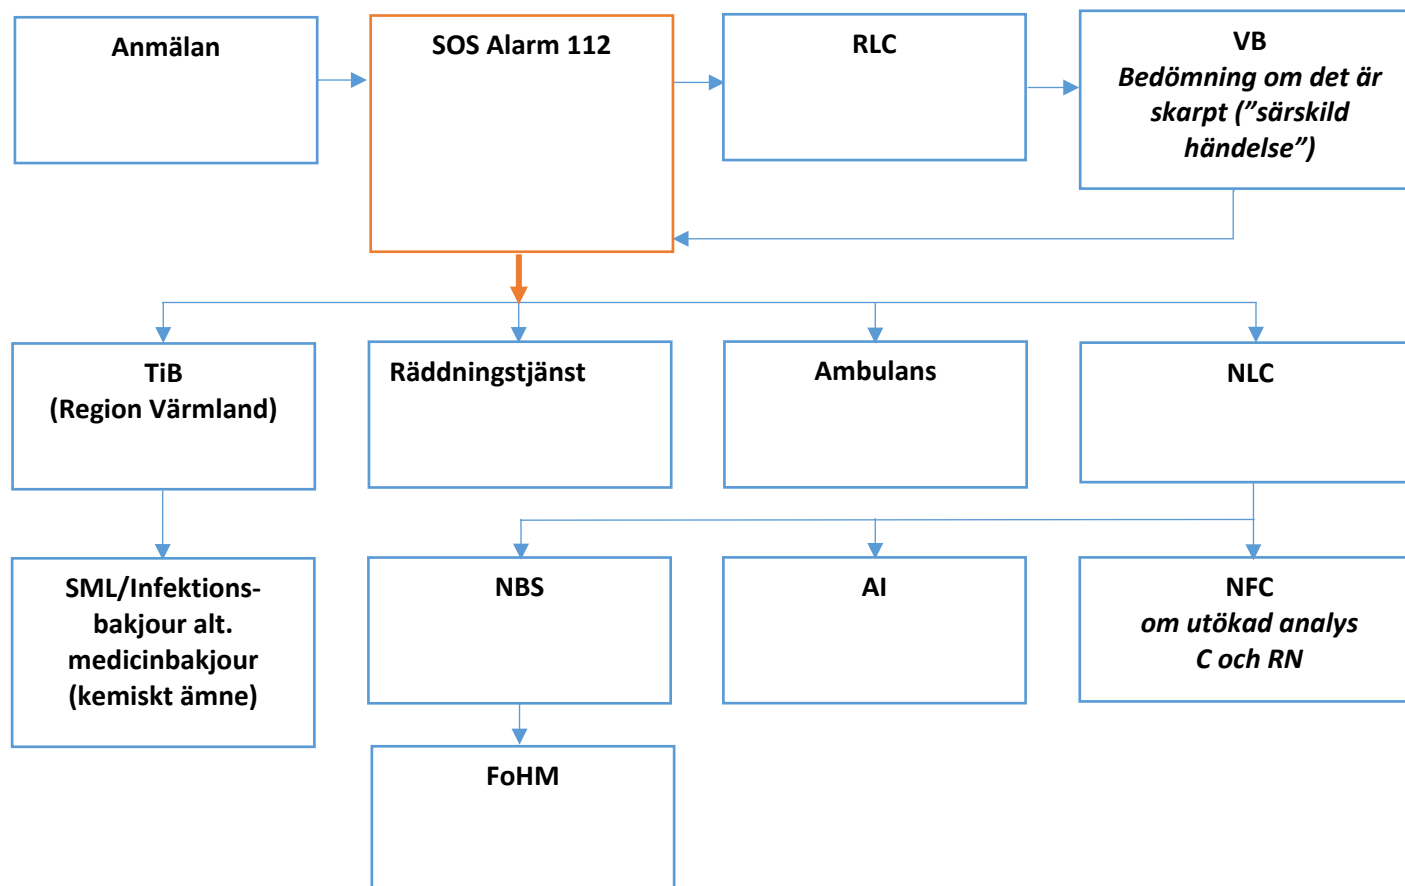 Anmälan
SOS Alarm 112
RLC
VB
Bedömning om det är
skarpt (”särskild
händelse”)
TiB
(Region Värmland)
Räddningstjänst
Ambulans
NLC
SML/Infektions-
bakjour alt.
medicinbakjour
(kemiskt ämne)
NBS
AI
NFC
om utökad analys
C och RN
FoHM